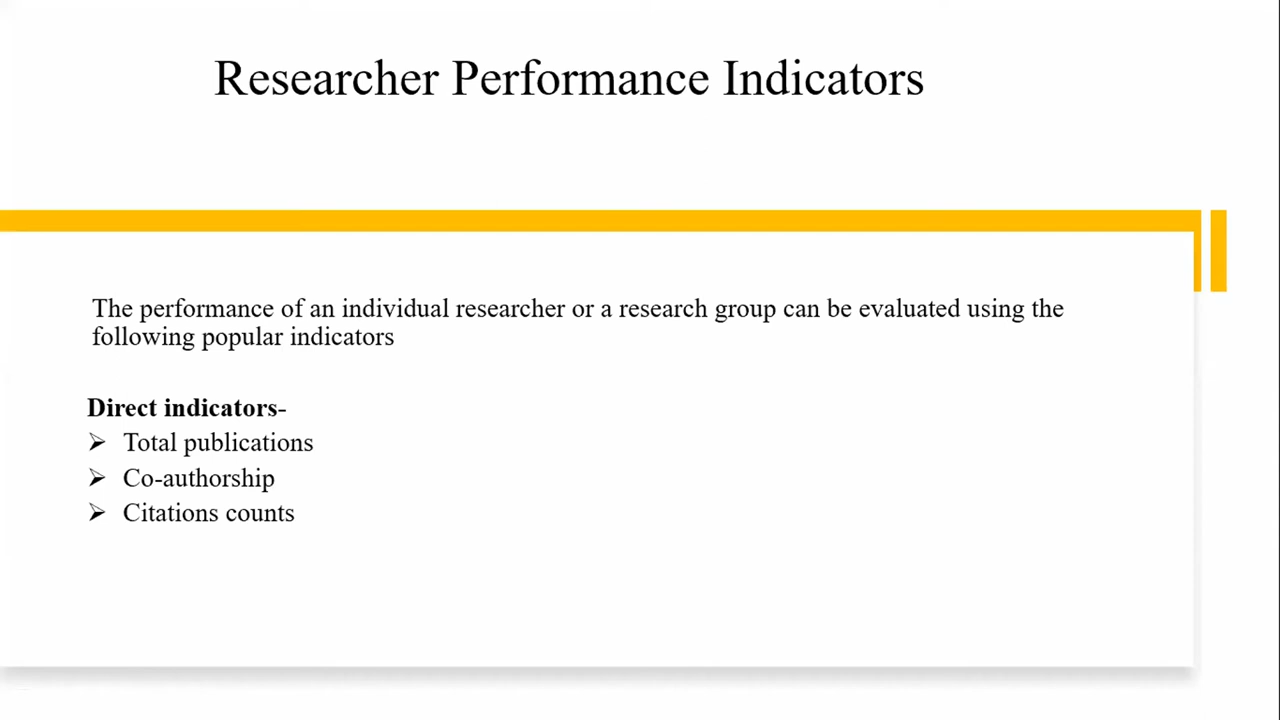 Researcher Performance Indicators
The performance of an individual researcher or a research group can be evaluated using the
following popular indicators
Direct indicators-
➢ Total publications
➢ Co-authorship
➢ Citations counts